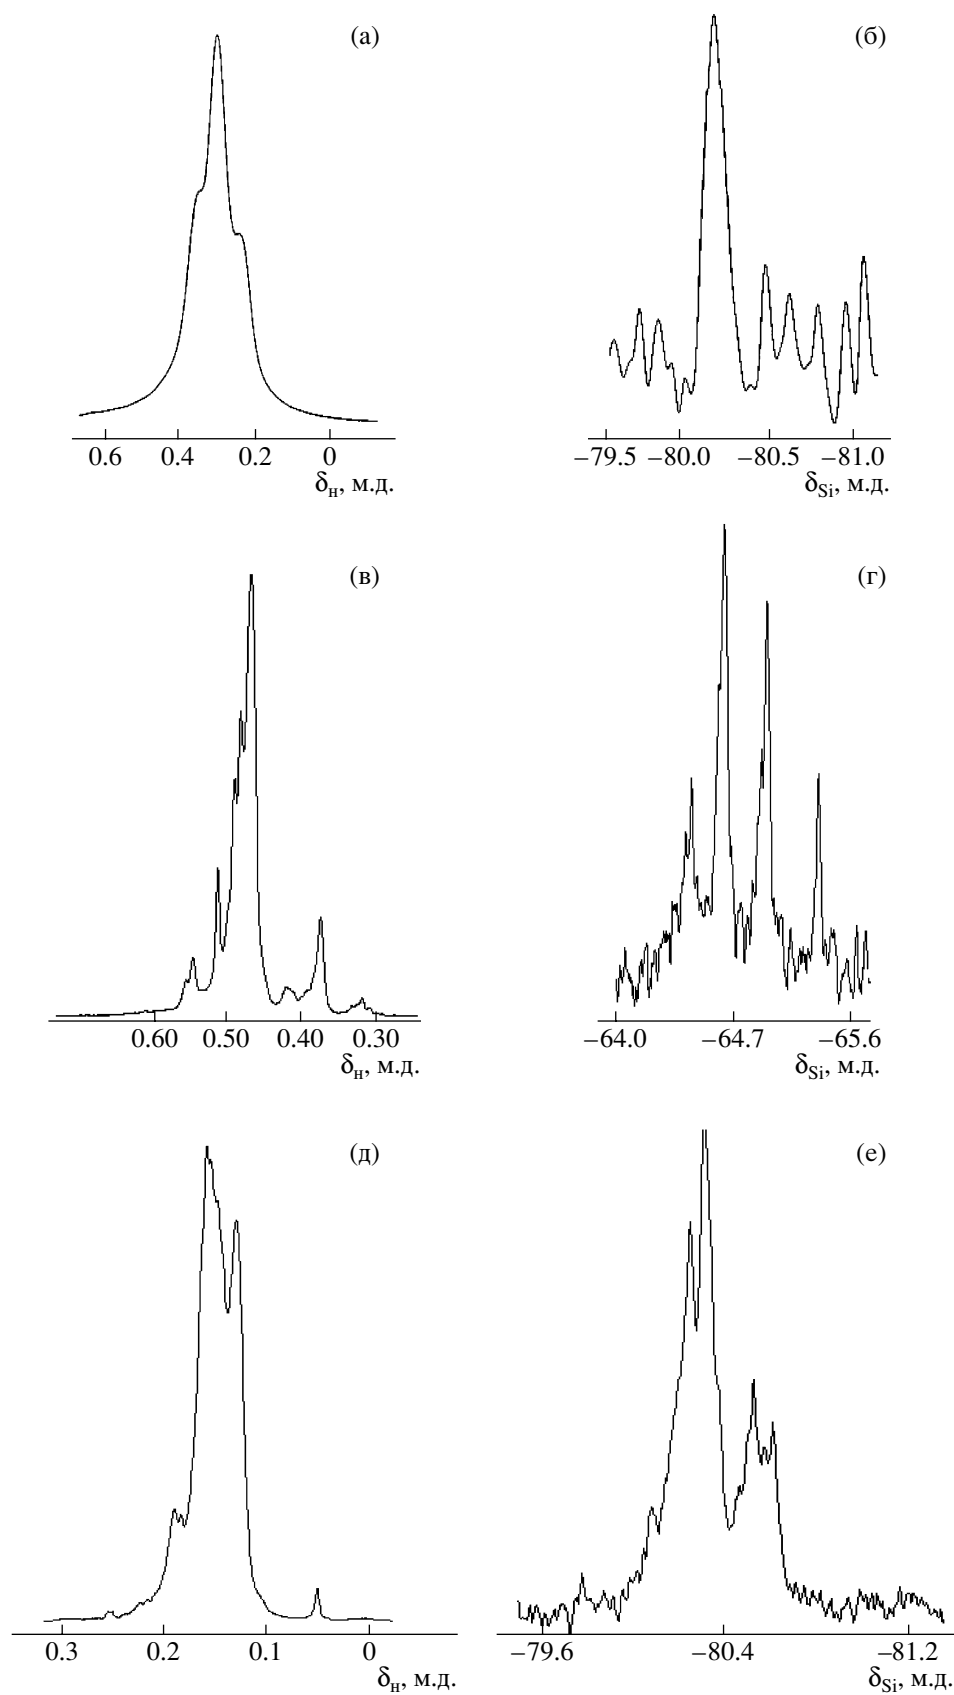 (а)
(б)
0.6 0.4 0.2 0
δн, м.д.
−79.5 −80.0 −80.5 −81.0
δSi, м.д.
(в)
(г)
0.60 0.50 0.40 0.30
δн, м.д.
−64.0 −64.7 −65.6
δSi, м.д.
(д)
(е)
0.3 0.2 0.1 0
δн, м.д.
−79.6 −80.4 −81.2
δSi, м.д.